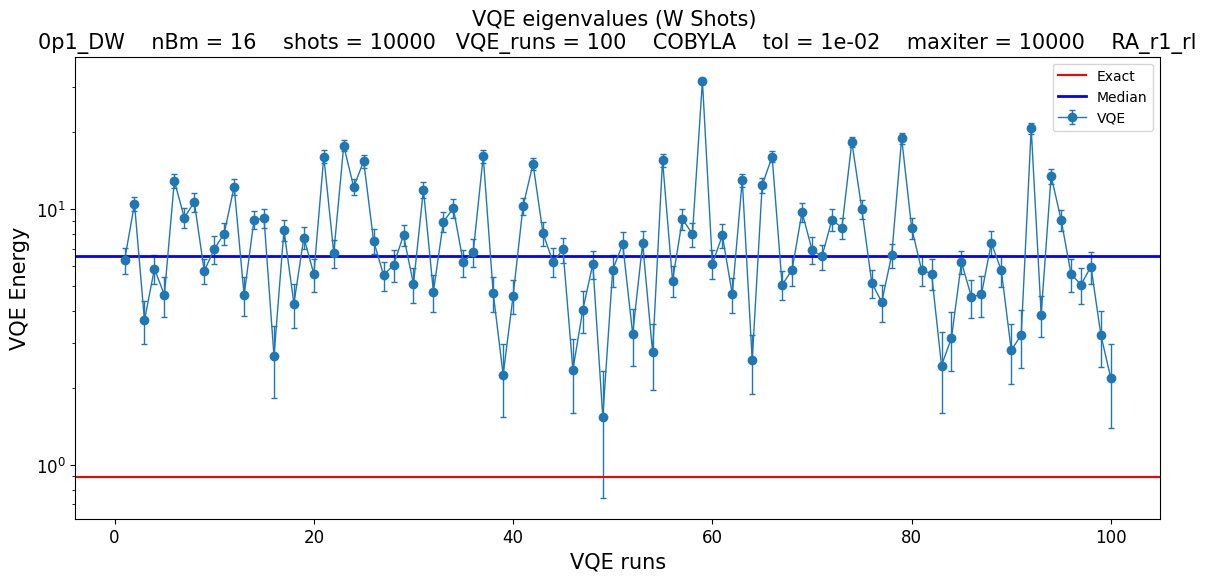 VQE eigenvalues (W Shots)
0p1_DW    nBm = 16    shots = 10000   VQE_runs = 100    COBYLA    tol = 1e-02    maxiter = 10000    RA_r1_rl
Exact
Median
VQE
VQE Energy
10¹
10⁰
0 20 40 60 80 100
VQE runs